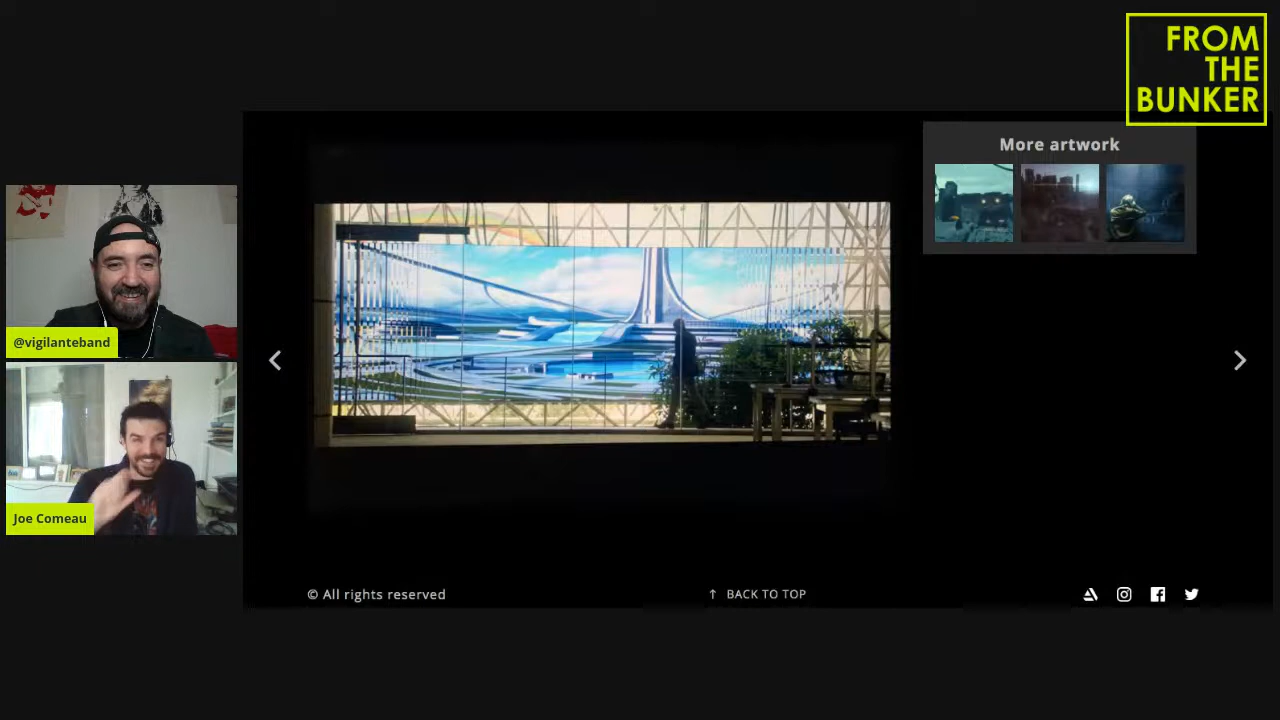 FROM
THE
BUNKER
More artwork
@vigilanteband
Joe Comeau
© All rights reserved
↑ BACK TO TOP